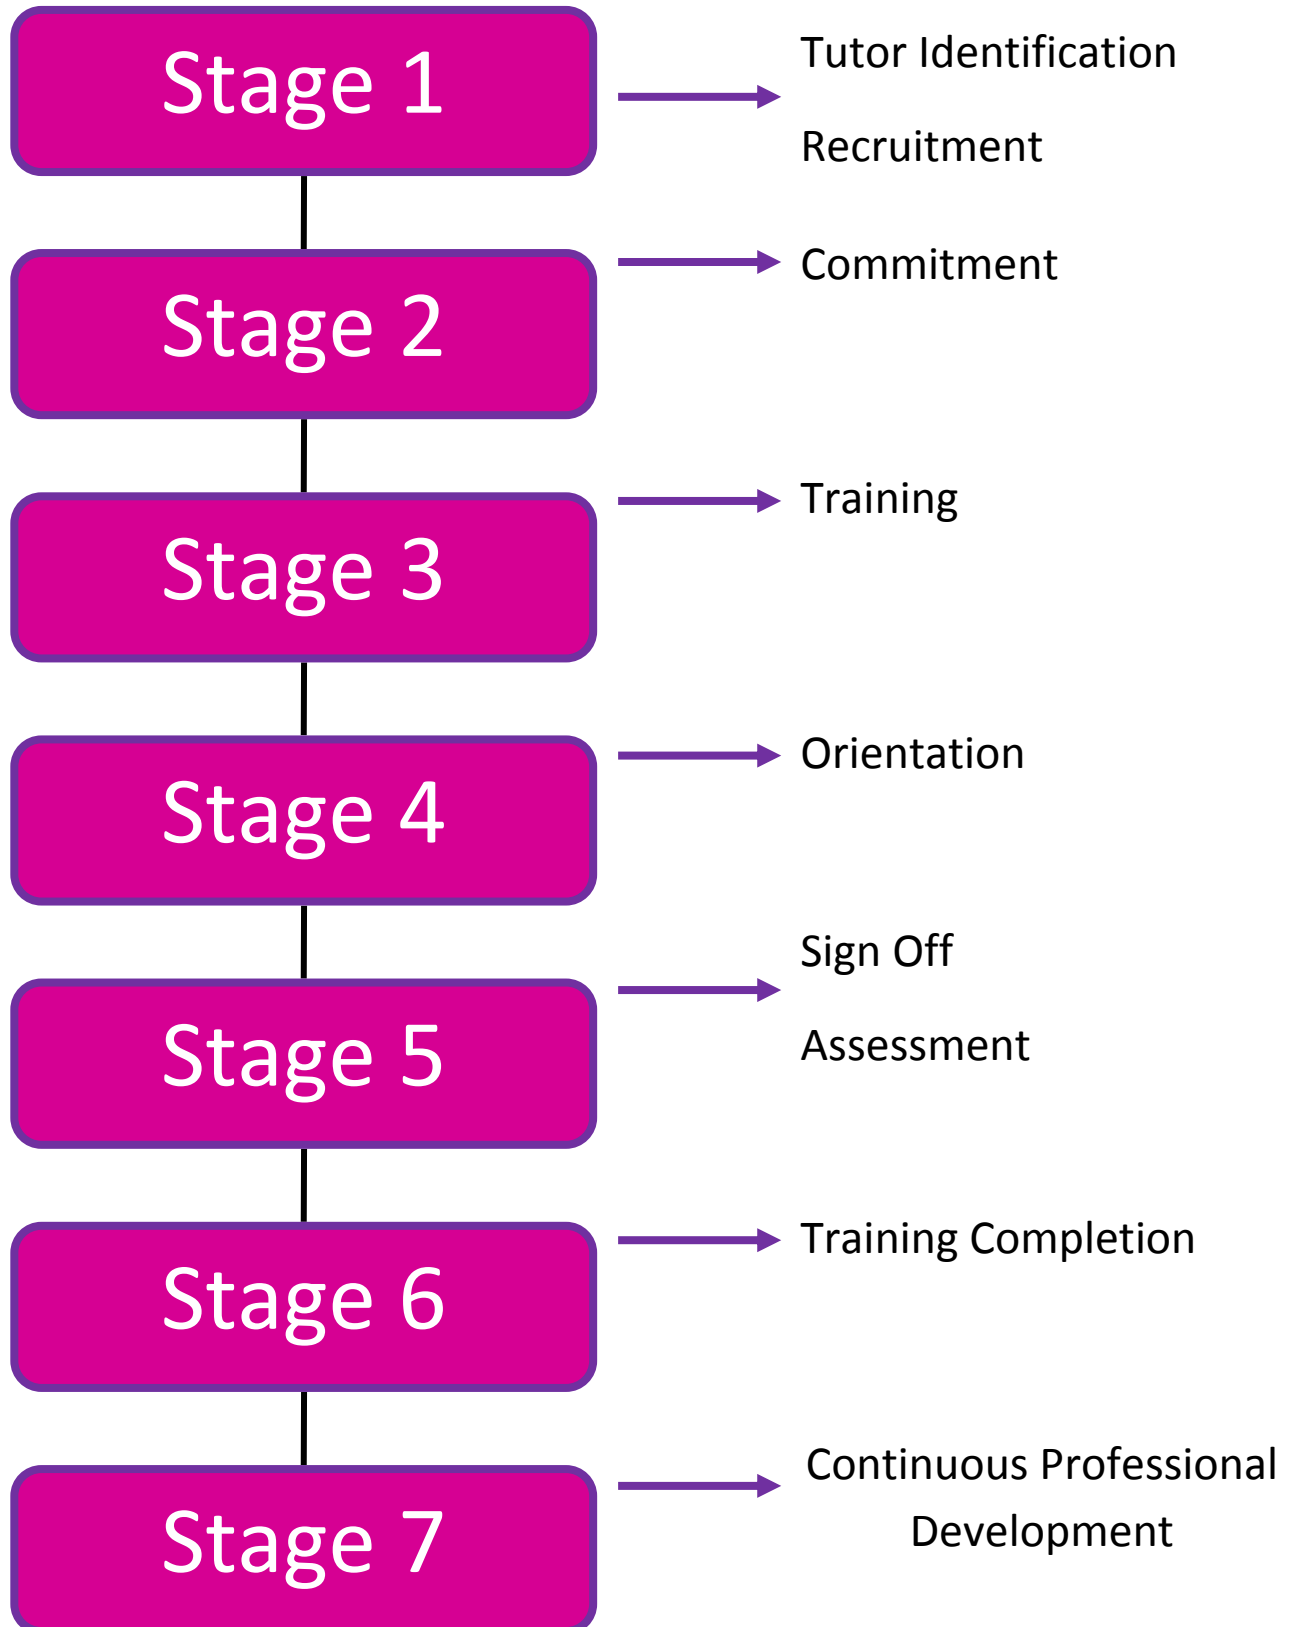 Stage 1
Tutor Identification
Recruitment
Stage 2
Commitment
Stage 3
Training
Stage 4
Orientation
Stage 5
Sign Off
Assessment
Stage 6
Training Completion
Stage 7
Continuous Professional
Development